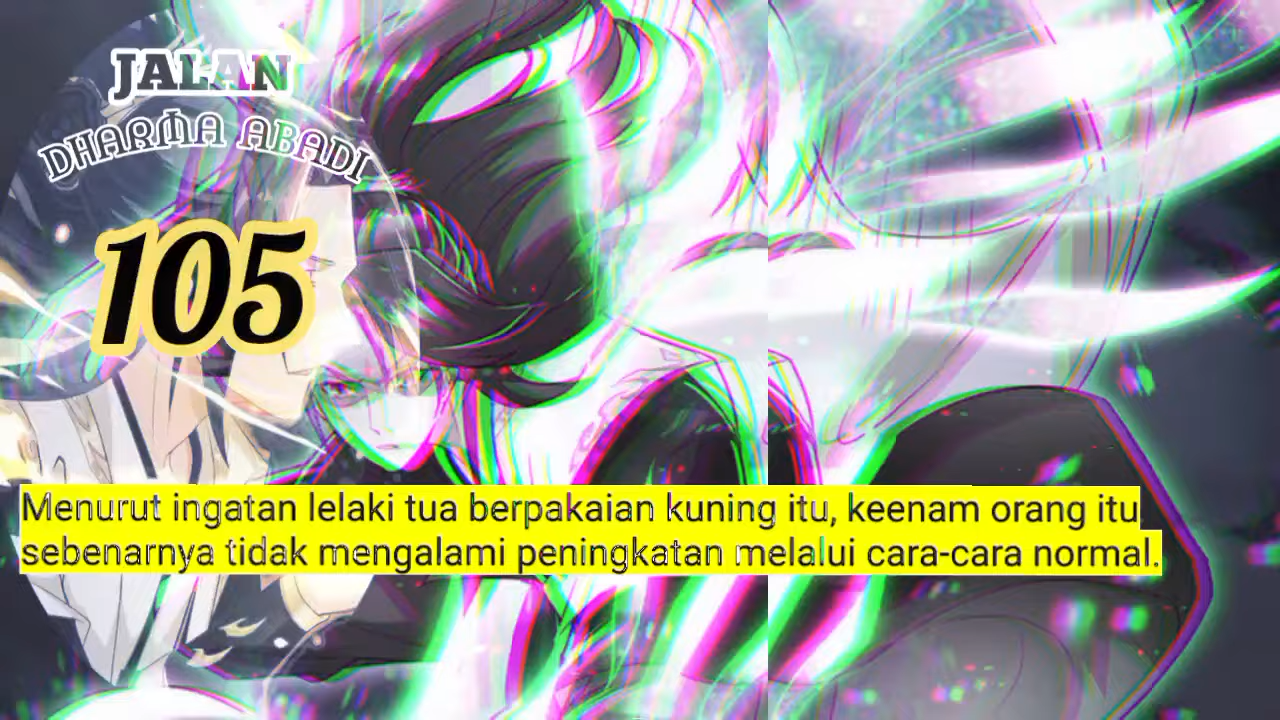 JALAN
DHARMA ABADI
105
Menurut ingatan lelaki tua berpakaian kuning itu, keenam orang itu
sebenarnya tidak mengalami peningkatan melalui cara-cara normal.